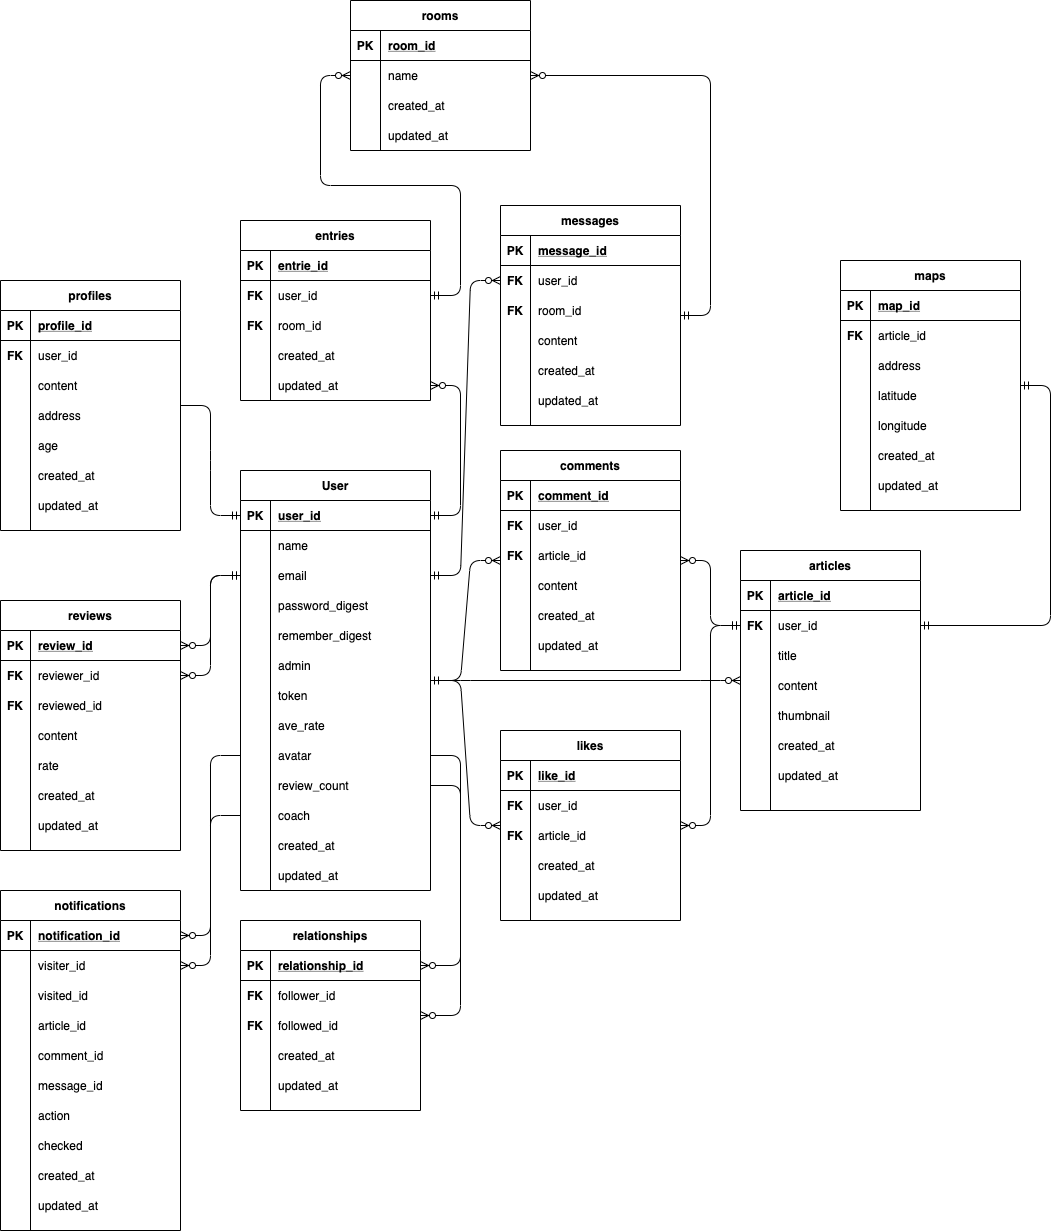 rooms
PK room_id
name
created_at
updated_at
entries
PK entrie_id
FK user_id
FK room_id
created_at
updated_at
messages
PK message_id
FK user_id
FK room_id
content
created_at
updated_at
maps
PK map_id
FK article_id
address
latitude
longitude
created_at
updated_at
profiles
PK profile_id
FK user_id
content
address
age
created_at
updated_at
User
PK user_id
name
email
password_digest
remember_digest
admin
token
ave_rate
avatar
review_count
coach
created_at
updated_at
comments
PK comment_id
FK user_id
FK article_id
content
created_at
updated_at
articles
PK article_id
FK user_id
title
content
thumbnail
created_at
updated_at
reviews
PK review_id
FK reviewer_id
FK reviewed_id
content
rate
created_at
updated_at
likes
PK like_id
FK user_id
FK article_id
created_at
updated_at
notifications
PK notification_id
visiter_id
visited_id
article_id
comment_id
message_id
action
checked
created_at
updated_at
relationships
PK relationship_id
FK follower_id
FK followed_id
created_at
updated_at